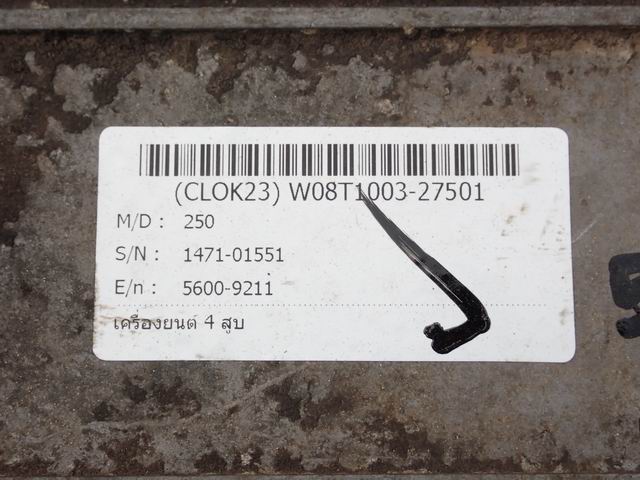 (CLOK23) W08T1003-27501
M/D : 250
S/N : 1471-01551
E/n : 5600-9211
เครื่องยนต์ 4 สูบ